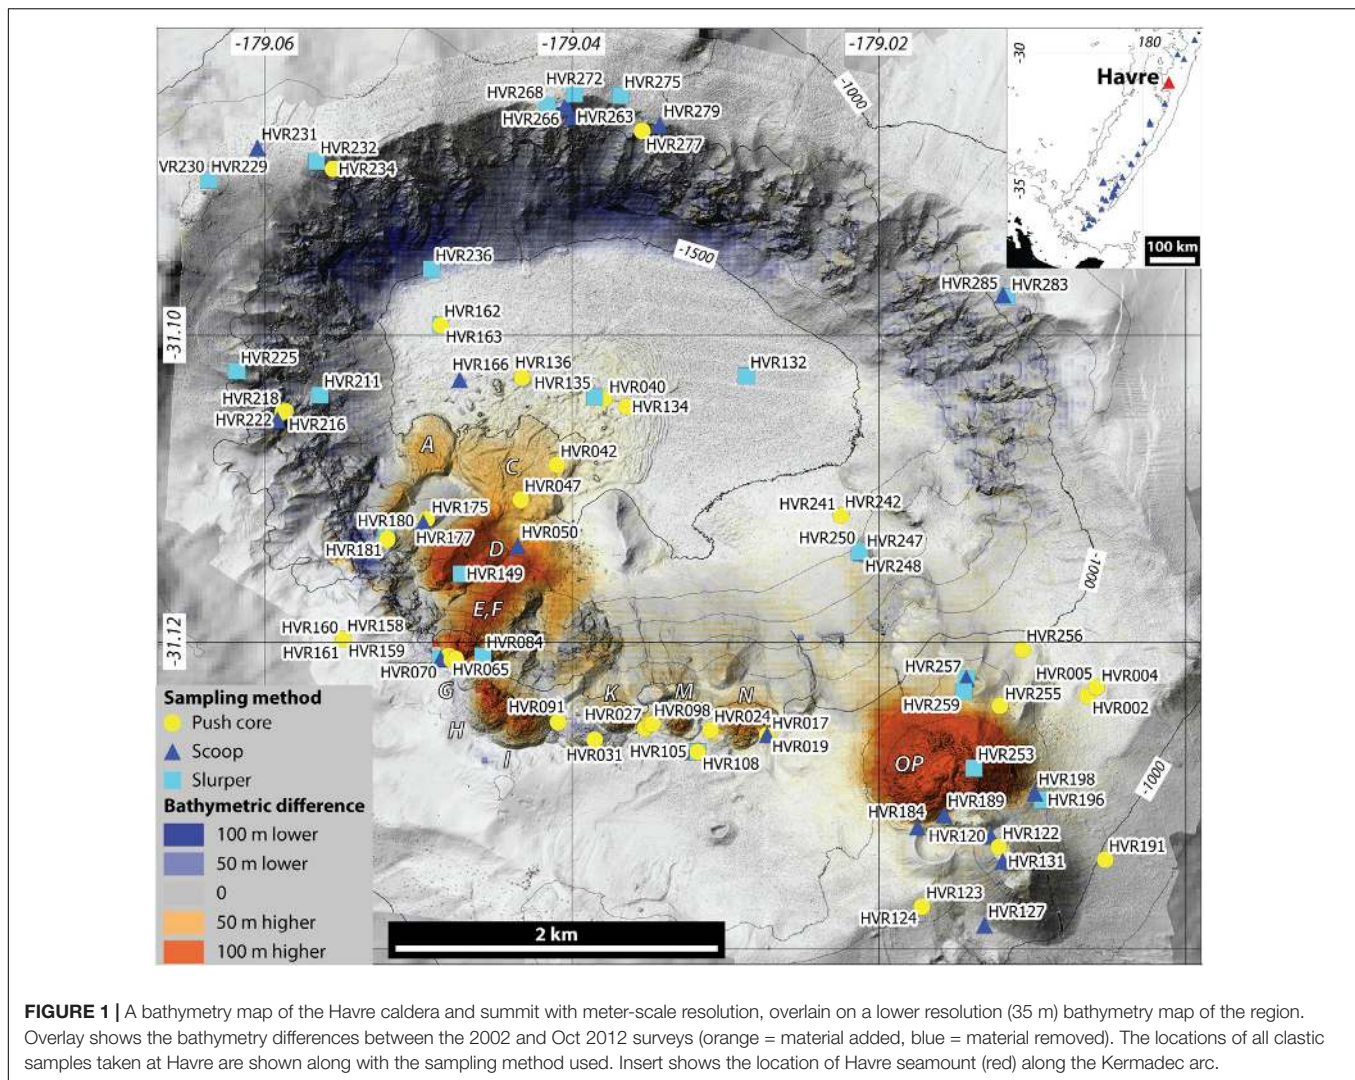 -179.06
-179.04
-179.02
180
-30
Havre
-35
100 km
-1000
HVR272
HVR275
HVR268
HVR266
HVR263
HVR279
HVR277
HVR231
HVR232
HVR234
VR230
HVR229
-1500
HVR236
HVR285
HVR283
-31.10
HVR162
HVR163
HVR225
HVR211
HVR166
HVR136
HVR135
HVR040
HVR134
HVR132
HVR218
HVR222
HVR216
A
C
HVR042
HVR047
HVR175
HVR180
HVR177
HVR181
HVR050
D
HVR149
HVR241
HVR242
HVR250
HVR247
HVR248
-1000
E,F
-31.12
HVR160
HVR158
HVR161
HVR159
HVR084
HVR070
HVR065
G
H
I
HVR091
K
HVR027
HVR031
M
HVR098
HVR105
HVR108
N
HVR024
HVR017
HVR019
HVR256
HVR257
HVR005
HVR004
HVR255
HVR002
HVR259
OP
HVR253
HVR198
HVR196
-1000
HVR189
HVR184
HVR120
HVR122
HVR131
HVR191
HVR123
HVR124
HVR127
Sampling method
Push core
Scoop
Slurper
Bathymetric difference
100 m lower
50 m lower
0
50 m higher
100 m higher
2 km
FIGURE 1 | A bathymetry map of the Havre caldera and summit with meter-scale resolution, overlain on a lower resolution (35 m) bathymetry map of the region.
Overlay shows the bathymetry differences between the 2002 and Oct 2012 surveys (orange = material added, blue = material removed). The locations of all clastic
samples taken at Havre are shown along with the sampling method used. Insert shows the location of Havre seamount (red) along the Kermadec arc.